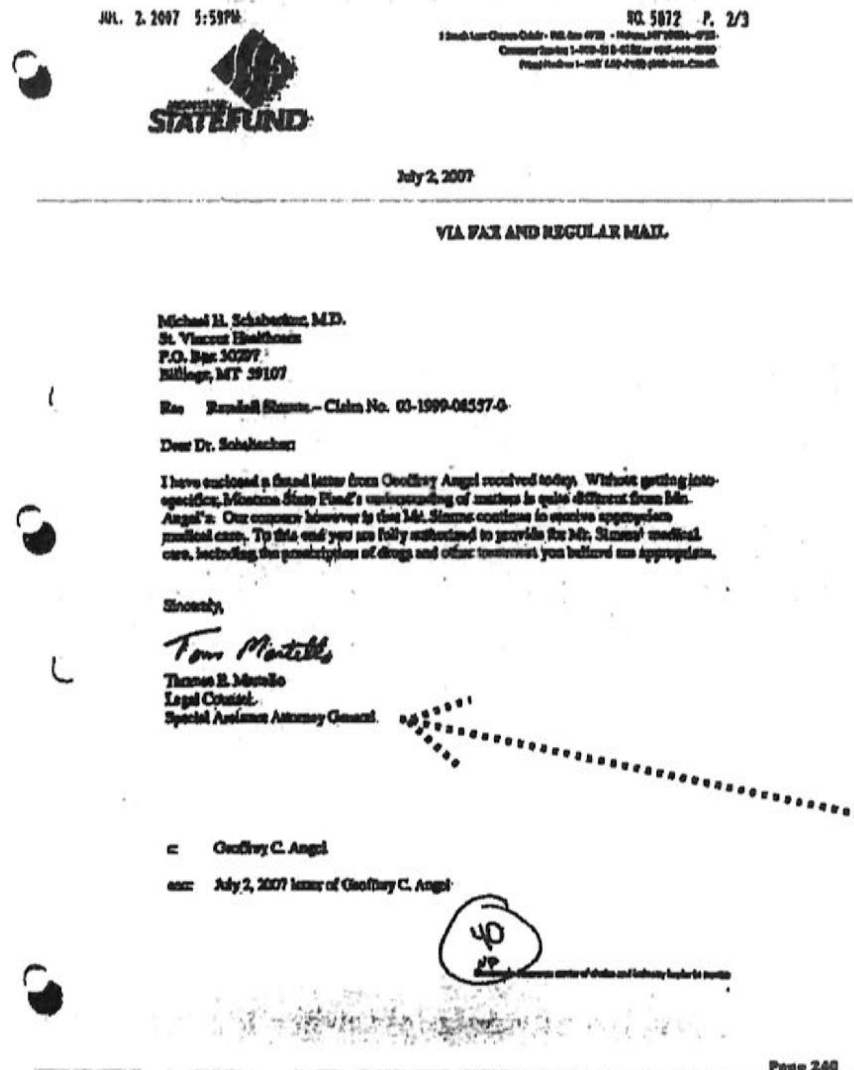 JUL. 2. 2007 5:59PM
NO. 5872 P. 2/3
MONTANA
STATE FUND
July 2, 2007
VIA FAX AND REGULAR MAIL
Michael H. Schabacker, M.D.
St. Vincent Healthcare
P.O. Box 30297
Billings, MT 59107
Re: Simms – Claim No. 03-1999-08557-0
Dear Dr. Schabacker:
I have enclosed a faxed letter from Geoffrey Angel received today. Without getting into
specifics, Montana State Fund's understanding of matters is quite different from Mr.
Angel's. Our concern however is that Mr. Simms continue to receive appropriate
medical care. To this end you are fully authorized to provide for Mr. Simms' medical
care, including the prescription of drugs and other treatment you believe are appropriate.
Sincerely,
Tom Martello
Thomas E. Martello
Legal Counsel
Special Assistant Attorney General
c: Geoffrey C. Angel
enc: July 2, 2007 letter of Geoffrey C. Angel
40
Page 240